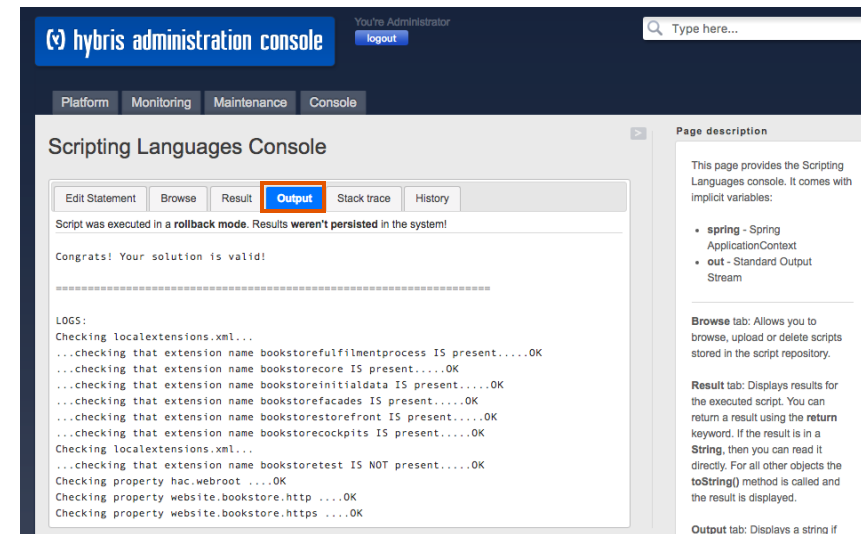 You're Administrator
(y) hybris administration console
logout
Type here...
Platform Monitoring Maintenance Console
Scripting Languages Console
>
Edit Statement Browse Result Output Stack trace History
Script was executed in a rollback mode. Results weren't persisted in the system!
Congrats! Your solution is valid!
====================================================================
LOGS:
Checking localextensions.xml...
...checking that extension name bookstorefulfilmentprocess IS present.....OK
...checking that extension name bookstorecore IS present.....OK
...checking that extension name bookstoreinitialdata IS present.....OK
...checking that extension name bookstorefacades IS present.....OK
...checking that extension name bookstorestorefront IS present.....OK
...checking that extension name bookstorecockpits IS present.....OK
Checking localextensions.xml...
...checking that extension name bookstoretest IS NOT present.....OK
Checking property hac.webroot ....OK
Checking property website.bookstore.http ....OK
Checking property website.bookstore.https ....OK
Page description
This page provides the Scripting
Languages console. It comes with
implicit variables:
• spring - Spring
ApplicationContext
• out - Standard Output
Stream
Browse tab: Allows you to
browse, upload or delete scripts
stored in the script repository.
Result tab: Displays results for
the executed script. You can
return a result using the return
keyword. If the result is in a
String, then you can read it
directly. For all other objects the
toString() method is called and
the result is displayed.
Output tab: Displays a string if